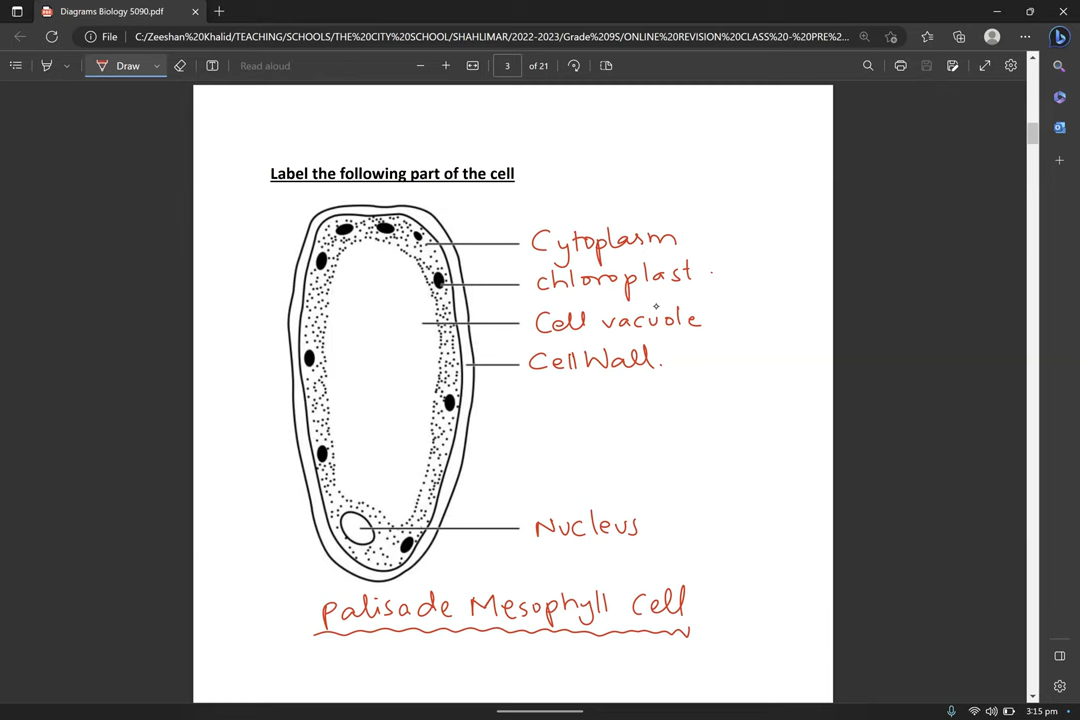 Diagrams Biology 5090.pdf
File
C:/Zeeshan%20Khalid/TEACHING/SCHOOLS/THE%20CITY%20SCHOOL/SHAHLIMAR/2022-2023/Grade%209S/ONLINE%20REVISION%20CLASS%20-%20PRE%...
Draw
Read aloud
3
of 21
Label the following part of the cell
Cytoplasm
chloroplast
Cell vacuole
Cell Wall.
Nucleus
Palisade Mesophyll Cell
3:15 pm